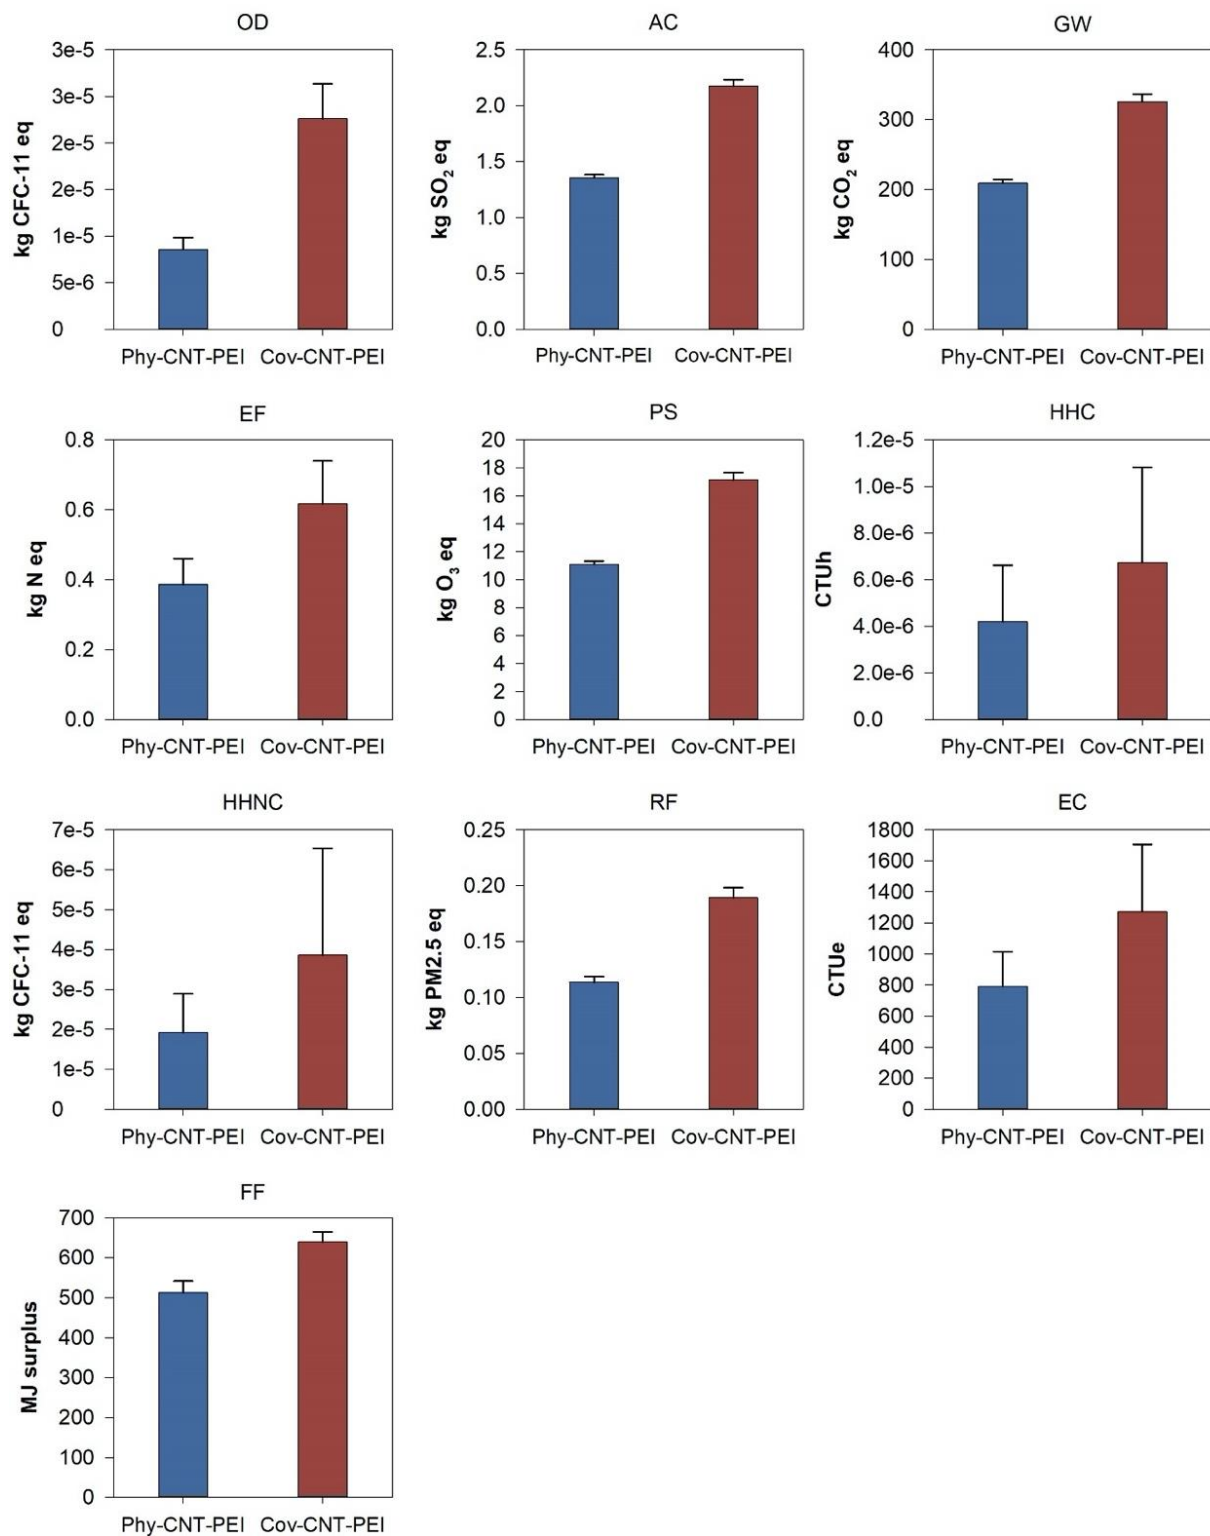 OD
kg CFC-11 eq
3e-5
3e-5
2e-5
2e-5
1e-5
5e-6
0
Phy-CNT-PEI Cov-CNT-PEI
AC
kg SO₂ eq
2.5
2.0
1.5
1.0
0.5
0.0
Phy-CNT-PEI Cov-CNT-PEI
GW
kg CO₂ eq
400
300
200
100
0
Phy-CNT-PEI Cov-CNT-PEI
EF
kg N eq
0.8
0.6
0.4
0.2
0.0
Phy-CNT-PEI Cov-CNT-PEI
PS
kg O₃ eq
20
18
16
14
12
10
8
6
4
2
0
Phy-CNT-PEI Cov-CNT-PEI
HHC
CTUh
1.2e-5
1.0e-5
8.0e-6
6.0e-6
4.0e-6
2.0e-6
0.0
Phy-CNT-PEI Cov-CNT-PEI
HHNC
kg CFC-11 eq
7e-5
6e-5
5e-5
4e-5
3e-5
2e-5
1e-5
0
Phy-CNT-PEI Cov-CNT-PEI
RF
kg PM2.5 eq
0.25
0.20
0.15
0.10
0.05
0.00
Phy-CNT-PEI Cov-CNT-PEI
EC
CTUe
1800
1600
1400
1200
1000
800
600
400
200
0
Phy-CNT-PEI Cov-CNT-PEI
FF
MJ surplus
700
600
500
400
300
200
100
0
Phy-CNT-PEI Cov-CNT-PEI